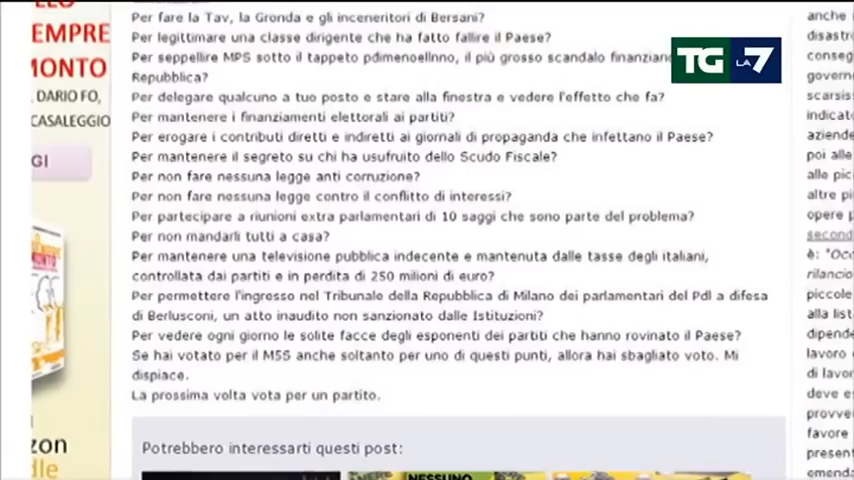 EMPRE
MONTO
, DARIO FO,
CASALEGGIO
GI
zon
dle
Per fare la Tav, la Gronda e gli inceneritori di Bersani?
Per legittimare una classe dirigente che ha fatto fallire il Paese?
Per seppellire MPS sotto il tappeto pdimenoellnno, il più grosso scandalo finanziario
Repubblica?
Per delegare qualcuno a tuo posto e stare alla finestra e vedere l'effetto che fa?
Per mantenere i finanziamenti elettorali ai partiti?
Per erogare i contributi diretti e indiretti ai giornali di propaganda che infettano il Paese?
Per mantenere il segreto su chi ha usufruito dello Scudo Fiscale?
Per non fare nessuna legge anti corruzione?
Per non fare nessuna legge contro il conflitto di interessi?
Per partecipare a riunioni extra parlamentari di 10 saggi che sono parte del problema?
Per non mandarli tutti a casa?
Per mantenere una televisione pubblica indecente e mantenuta dalle tasse degli italiani,
controllata dai partiti e in perdita di 250 milioni di euro?
Per permettere l'ingresso nel Tribunale della Repubblica di Milano dei parlamentari del Pdl a difesa
di Berlusconi, un atto inaudito non sanzionato dalle Istituzioni?
Per vedere ogni giorno le solite facce degli esponenti dei partiti che hanno rovinato il Paese?
Se hai votato per il M5S anche soltanto per uno di questi punti, allora hai sbagliato voto. Mi
dispiace.
La prossima volta vota per un partito.
Potrebbero interessarti questi post:
NESSUNO
TG LA7
anche
disastr
conseg
govern
scarsis
indicat
aziende
poi alle
alle pic
altre pi
opere p
second
è: "Occ
rilancio
piccole
alla list
dipende
lavoro
di lavor
deve e
provve
favore
present
emenda